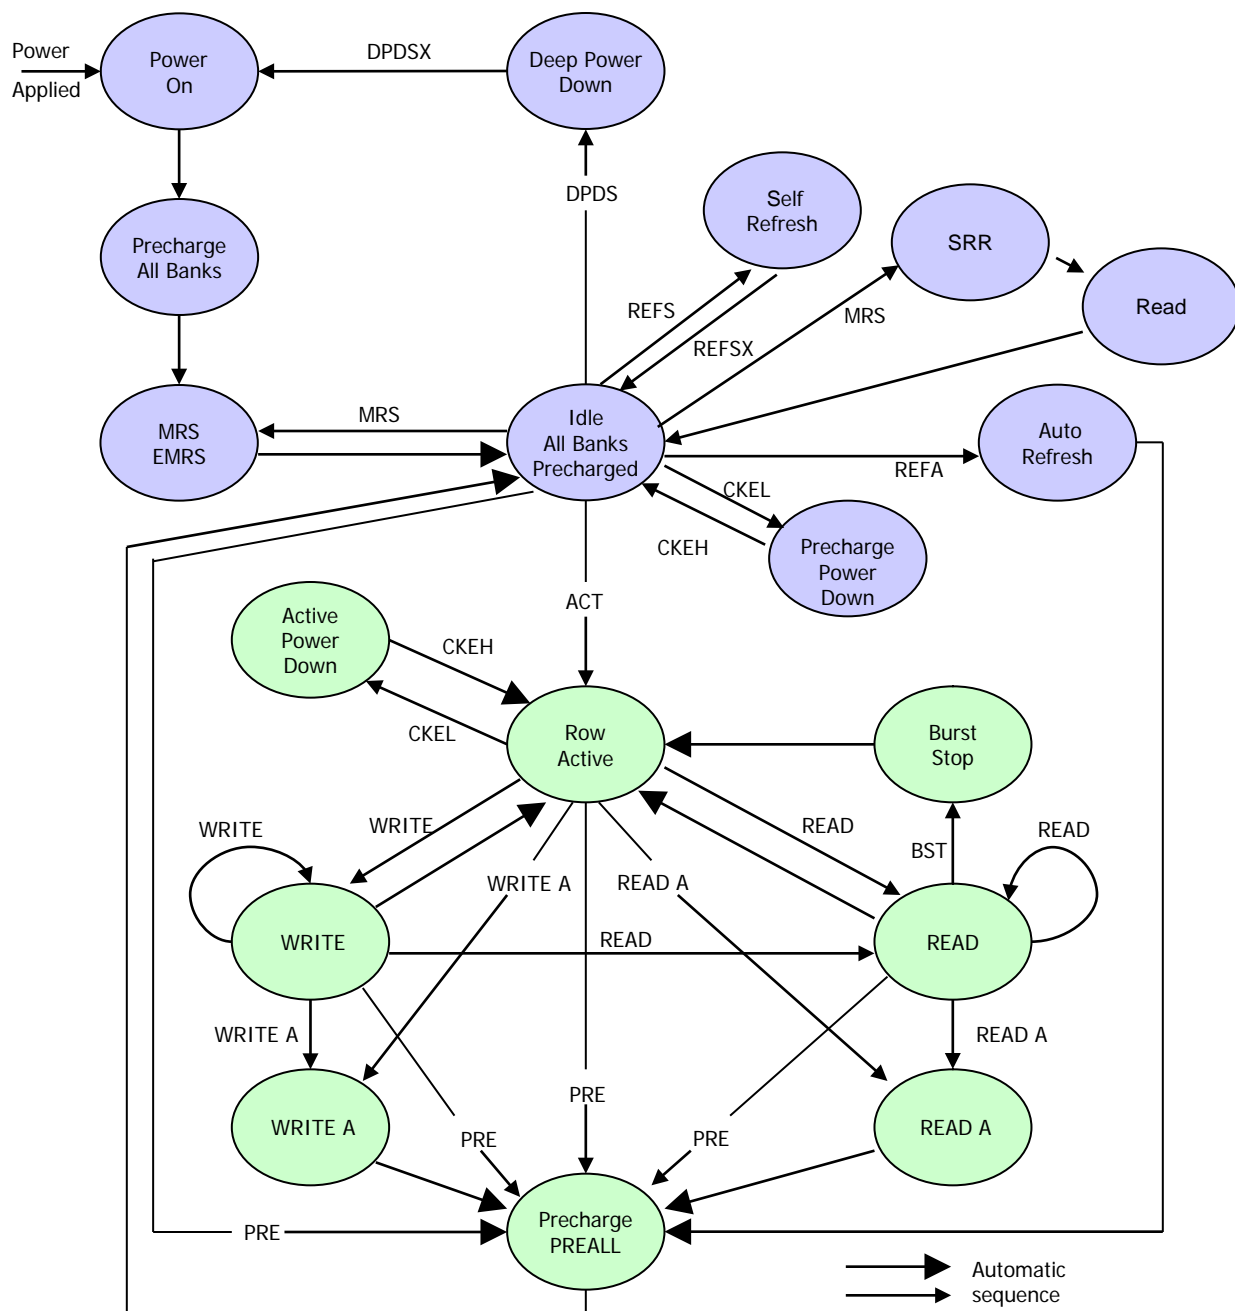 Power
Applied
Power
On
DPDSX
Deep Power
Down
DPDS
Self
Refresh
SRR
Read
Precharge
All Banks
REFS
REFSX
MRS
MRS
EMRS
MRS
Idle
All Banks
Precharged
REFA
Auto
Refresh
CKEL
CKEH
Precharge
Power
Down
ACT
Active
Power
Down
CKEH
CKEL
Row
Active
Burst
Stop
WRITE
WRITE
READ
BST
READ
WRITE A
READ A
WRITE
READ
READ
WRITE A
READ A
WRITE A
PRE
PRE
PRE
READ A
PRE
Precharge
PREALL
Automatic
sequence